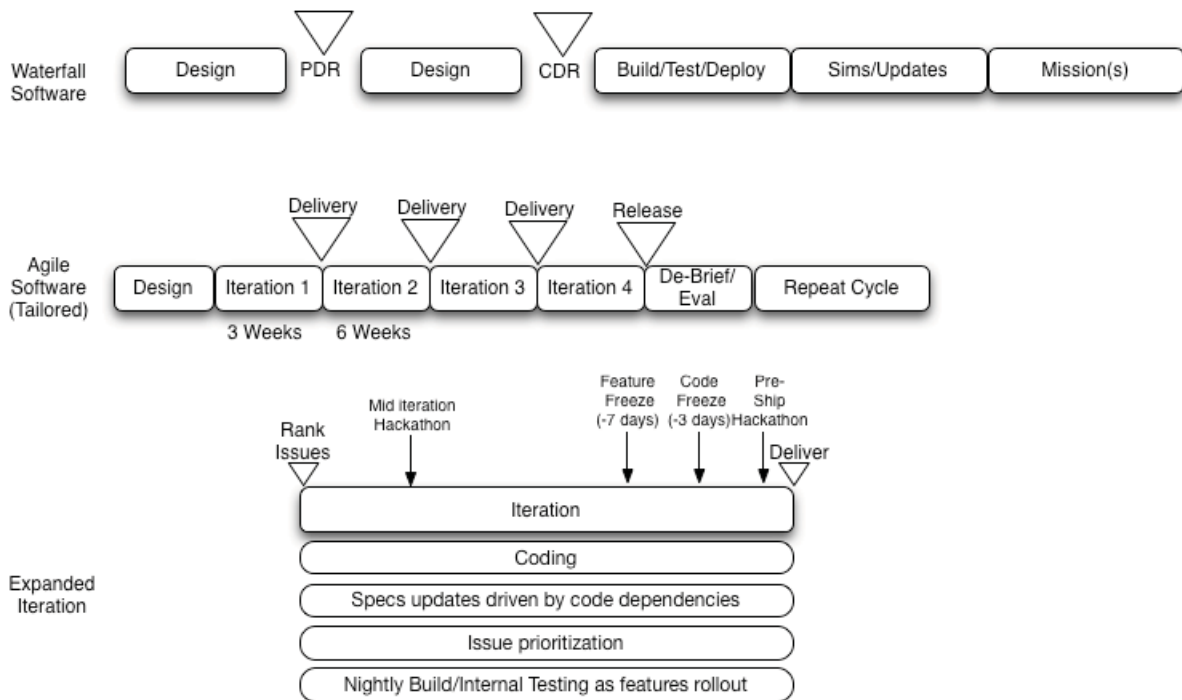 Waterfall
Software
Design
PDR
Design
CDR
Build/Test/Deploy
Sims/Updates
Mission(s)
Delivery
Delivery
Delivery
Release
Agile
Software
(Tailored)
Design
Iteration 1
Iteration 2
Iteration 3
Iteration 4
De-Brief/
Eval
Repeat Cycle
3 Weeks
6 Weeks
Rank
Issues
Mid iteration
Hackathon
Feature
Freeze
(-7 days)
Code
Freeze
(-3 days)
Pre-
Ship
Hackathon
Deliver
Iteration
Coding
Expanded
Iteration
Specs updates driven by code dependencies
Issue prioritization
Nightly Build/Internal Testing as features rollout